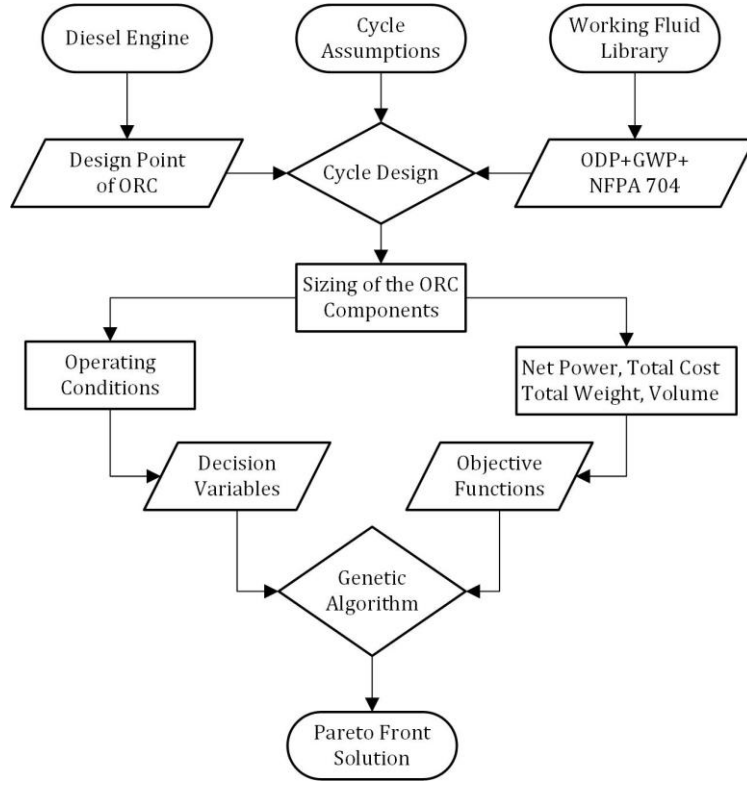 Diesel Engine
Cycle
Assumptions
Working Fluid
Library
Design Point
of ORC
Cycle Design
ODP+GWP+
NFPA 704
Sizing of the ORC
Components
Operating
Conditions
Net Power, Total Cost
Total Weight, Volume
Decision
Variables
Objective
Functions
Genetic
Algorithm
Pareto Front
Solution